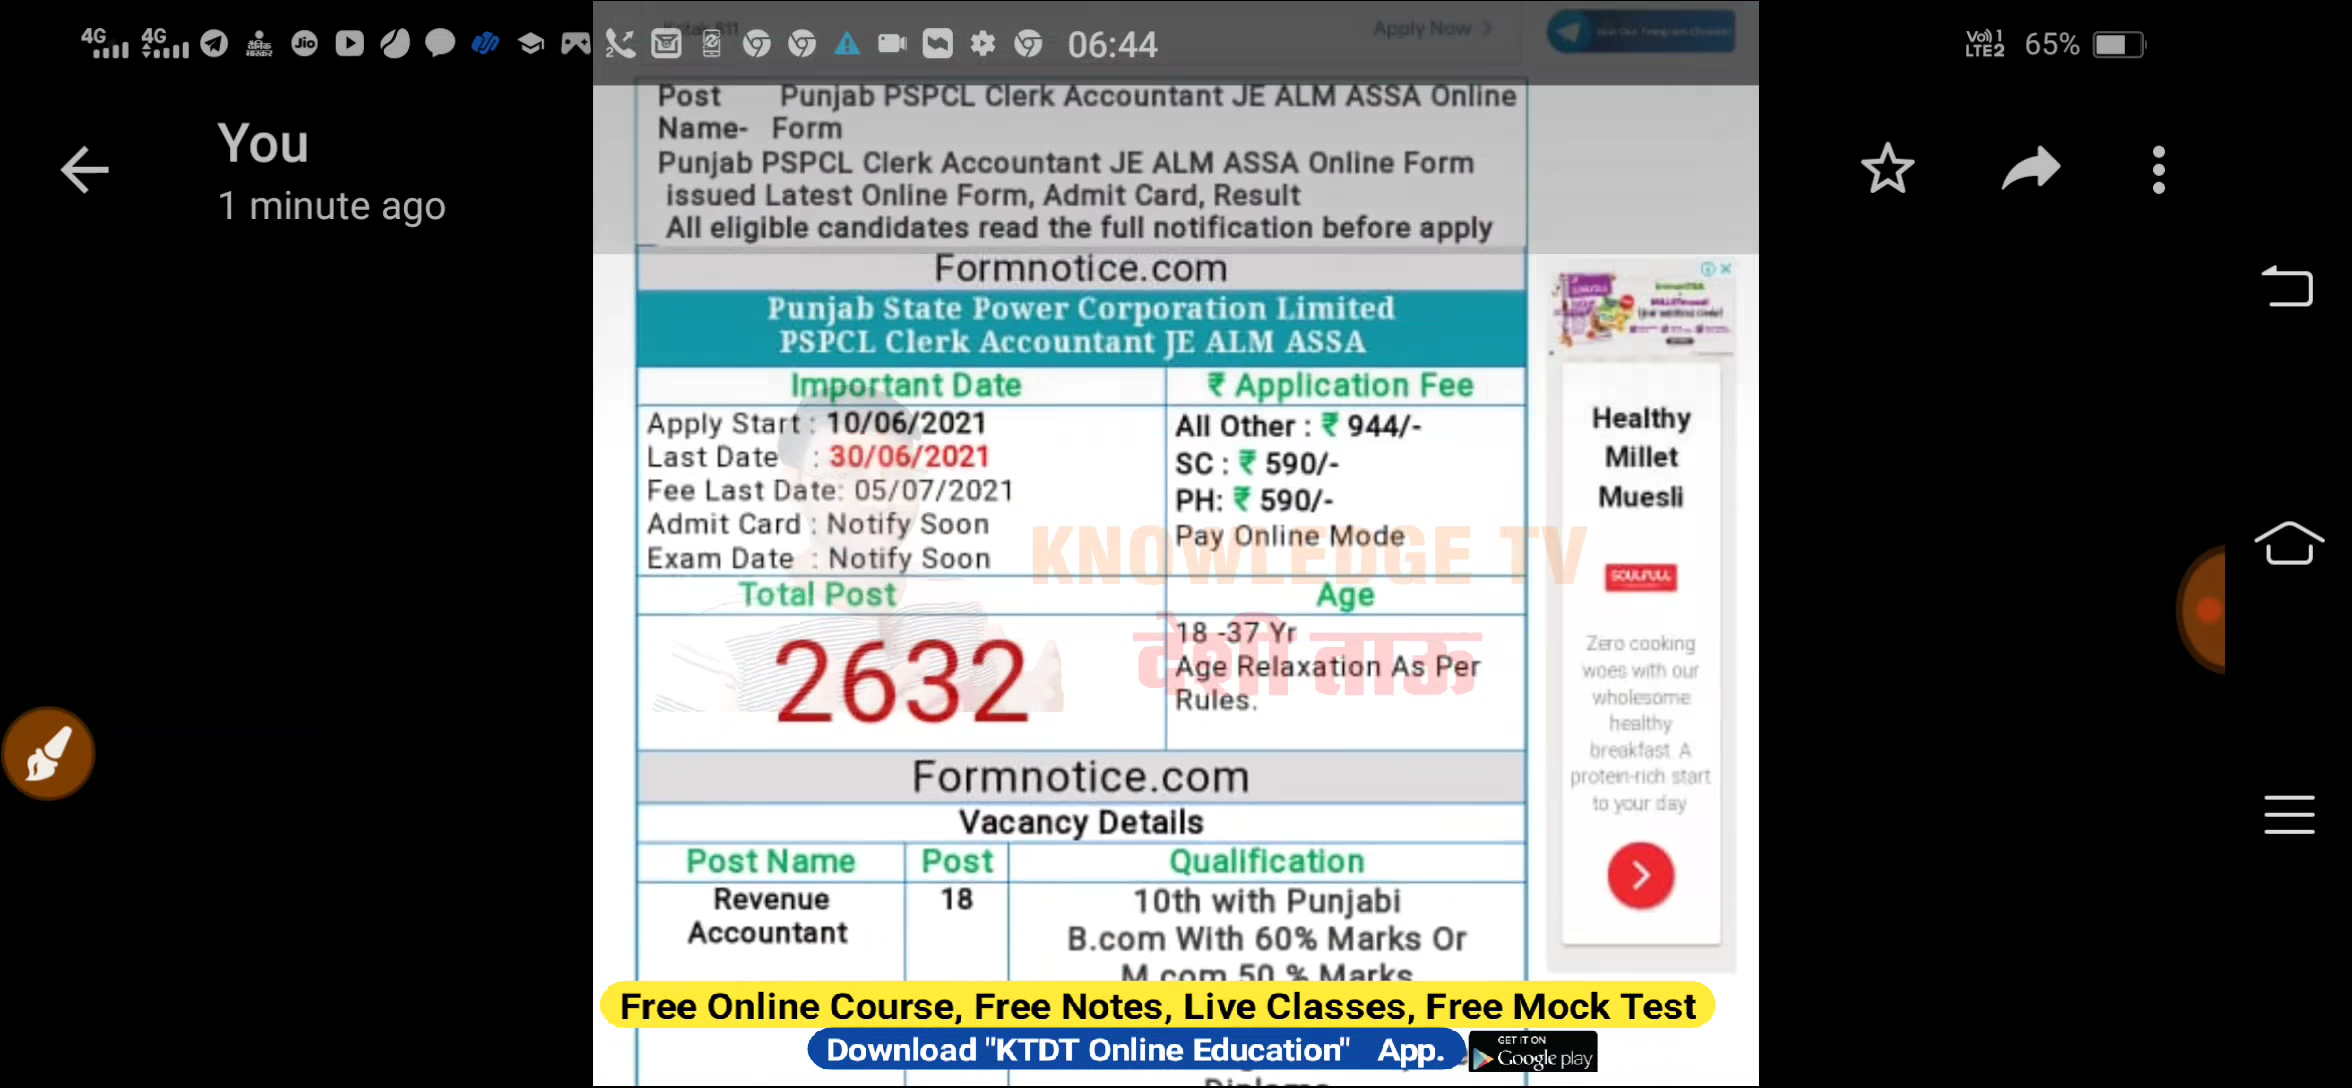 4G 4G Jio 06:44 Vo)) 1 LTE2 65%
Apply Now >
You
1 minute ago
Post Punjab PSPCL Clerk Accountant JE ALM ASSA Online
Name- Form
Punjab PSPCL Clerk Accountant JE ALM ASSA Online Form
issued Latest Online Form, Admit Card, Result
All eligible candidates read the full notification before apply
Formnotice.com
Punjab State Power Corporation Limited
PSPCL Clerk Accountant JE ALM ASSA
Important Date
₹ Application Fee
Apply Start : 10/06/2021
Last Date : 30/06/2021
Fee Last Date: 05/07/2021
Admit Card : Notify Soon
Exam Date : Notify Soon
All Other : ₹ 944/-
SC : ₹ 590/-
PH: ₹ 590/-
Pay Online Mode
KNOWLEDGE TV
देशी ताऊ
Total Post
Age
2632
18 -37 Yr
Age Relaxation As Per
Rules.
Formnotice.com
Vacancy Details
Post Name Post Qualification
Revenue
Accountant
18
10th with Punjabi
B.com With 60% Marks Or
M.com 50 % Marks
Healthy
Millet
Muesli
SOULFULL
Zero cooking
woes with our
wholesome
healthy
breakfast. A
protein-rich start
to your day
Free Online Course, Free Notes, Live Classes, Free Mock Test
Download "KTDT Online Education" App.
GET IT ON
Google play